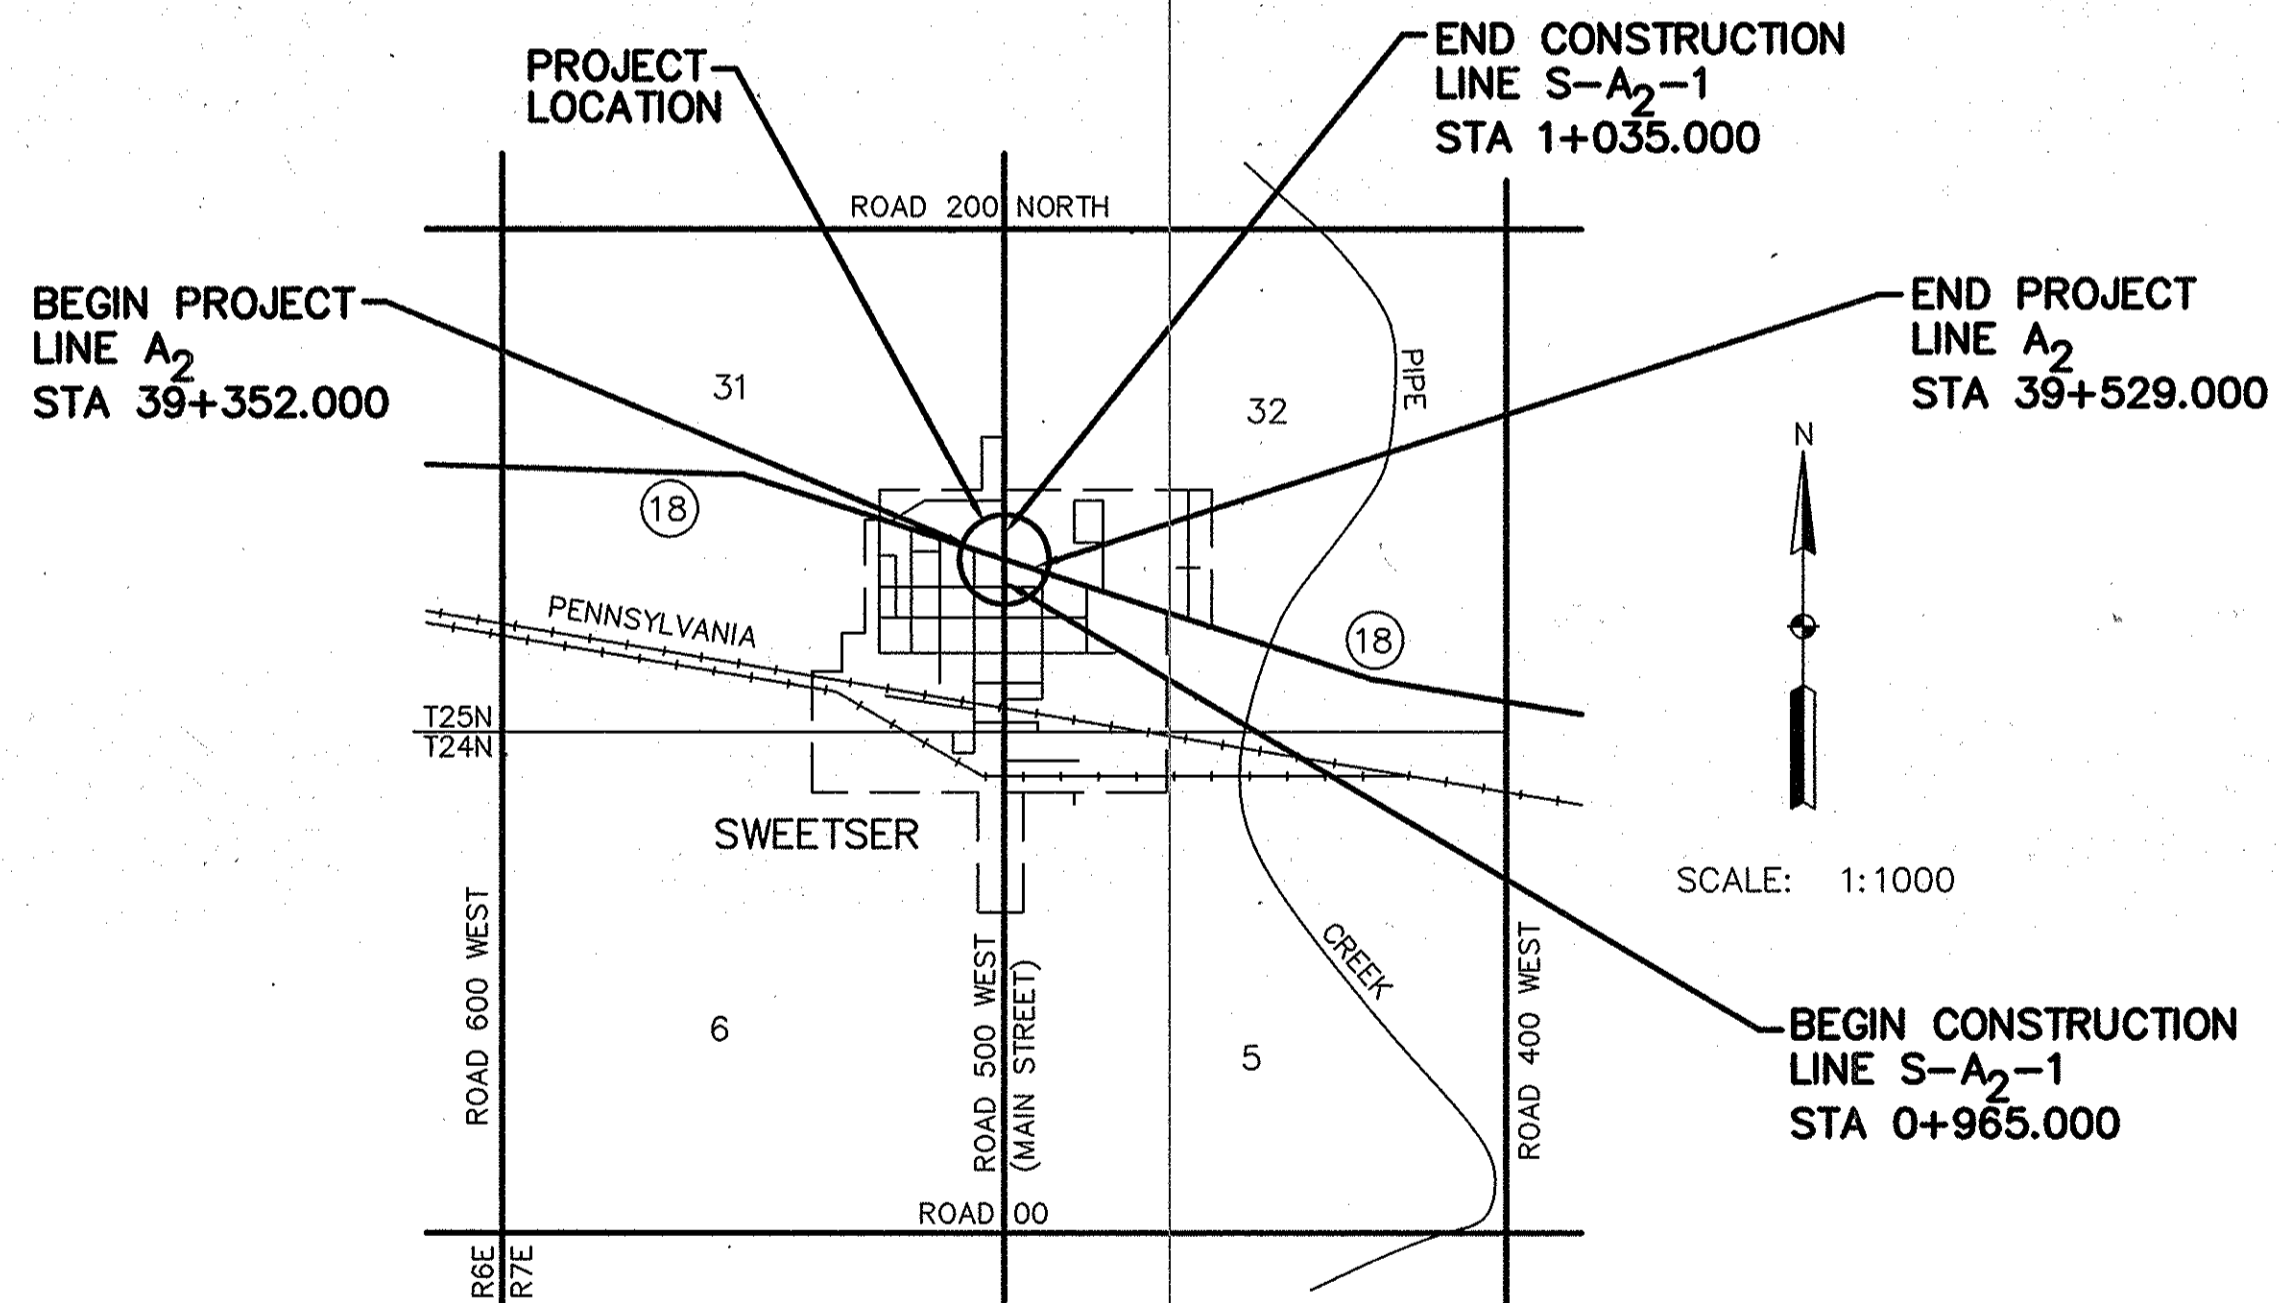 PROJECT
LOCATION
END CONSTRUCTION
LINE S-A2-1
STA 1+035.000
ROAD 200 NORTH
BEGIN PROJECT
LINE A2
STA 39+352.000
END PROJECT
LINE A2
STA 39+529.000
31
32
PIPE
N
18
PENNSYLVANIA
18
T25N
T24N
SWEETSER
SCALE: 1:1000
ROAD 600 WEST
6
ROAD 500 WEST
(MAIN STREET)
5
CREEK
ROAD 400 WEST
BEGIN CONSTRUCTION
LINE S-A2-1
STA 0+965.000
ROAD 00
R6E
R7E